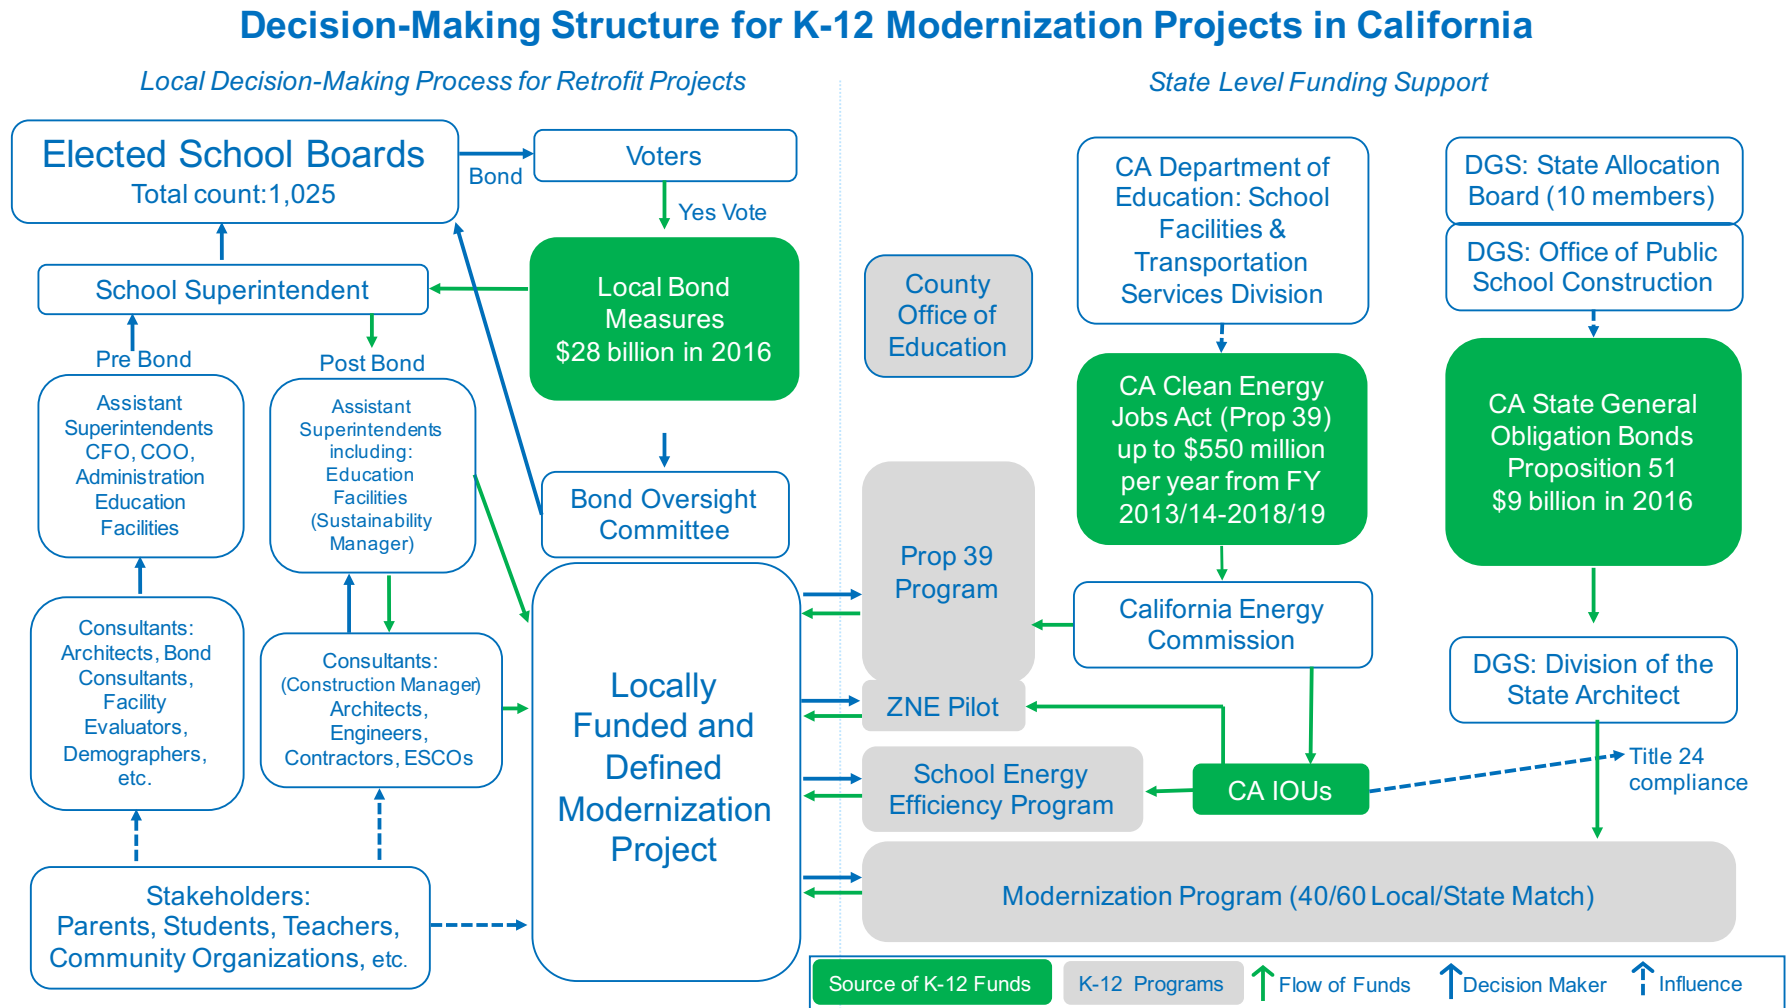 Decision-Making Structure for K-12 Modernization Projects in California
Local Decision-Making Process for Retrofit Projects
State Level Funding Support
Elected School Boards
Total count:1,025
Bond
Voters
Yes Vote
Local Bond
Measures
$28 billion in 2016
School Superintendent
Pre Bond
Post Bond
Assistant
Superintendents
CFO, COO,
Administration
Education
Facilities
Assistant
Superintendents
including:
Education
Facilities
(Sustainability
Manager)
Bond Oversight
Committee
Consultants:
Architects, Bond
Consultants,
Facility
Evaluators,
Demographers,
etc.
Consultants:
(Construction Manager)
Architects,
Engineers,
Contractors, ESCOs
Locally
Funded and
Defined
Modernization
Project
Stakeholders:
Parents, Students, Teachers,
Community Organizations, etc.
County
Office of
Education
CA Department of
Education: School
Facilities &
Transportation
Services Division
DGS: State Allocation
Board (10 members)
DGS: Office of Public
School Construction
CA Clean Energy
Jobs Act (Prop 39)
up to $550 million
per year from FY
2013/14-2018/19
CA State General
Obligation Bonds
Proposition 51
$9 billion in 2016
Prop 39
Program
California Energy
Commission
DGS: Division of the
State Architect
ZNE Pilot
School Energy
Efficiency Program
CA IOUs
Title 24
compliance
Modernization Program (40/60 Local/State Match)
Source of K-12 Funds
K-12 Programs
Flow of Funds
Decision Maker
Influence